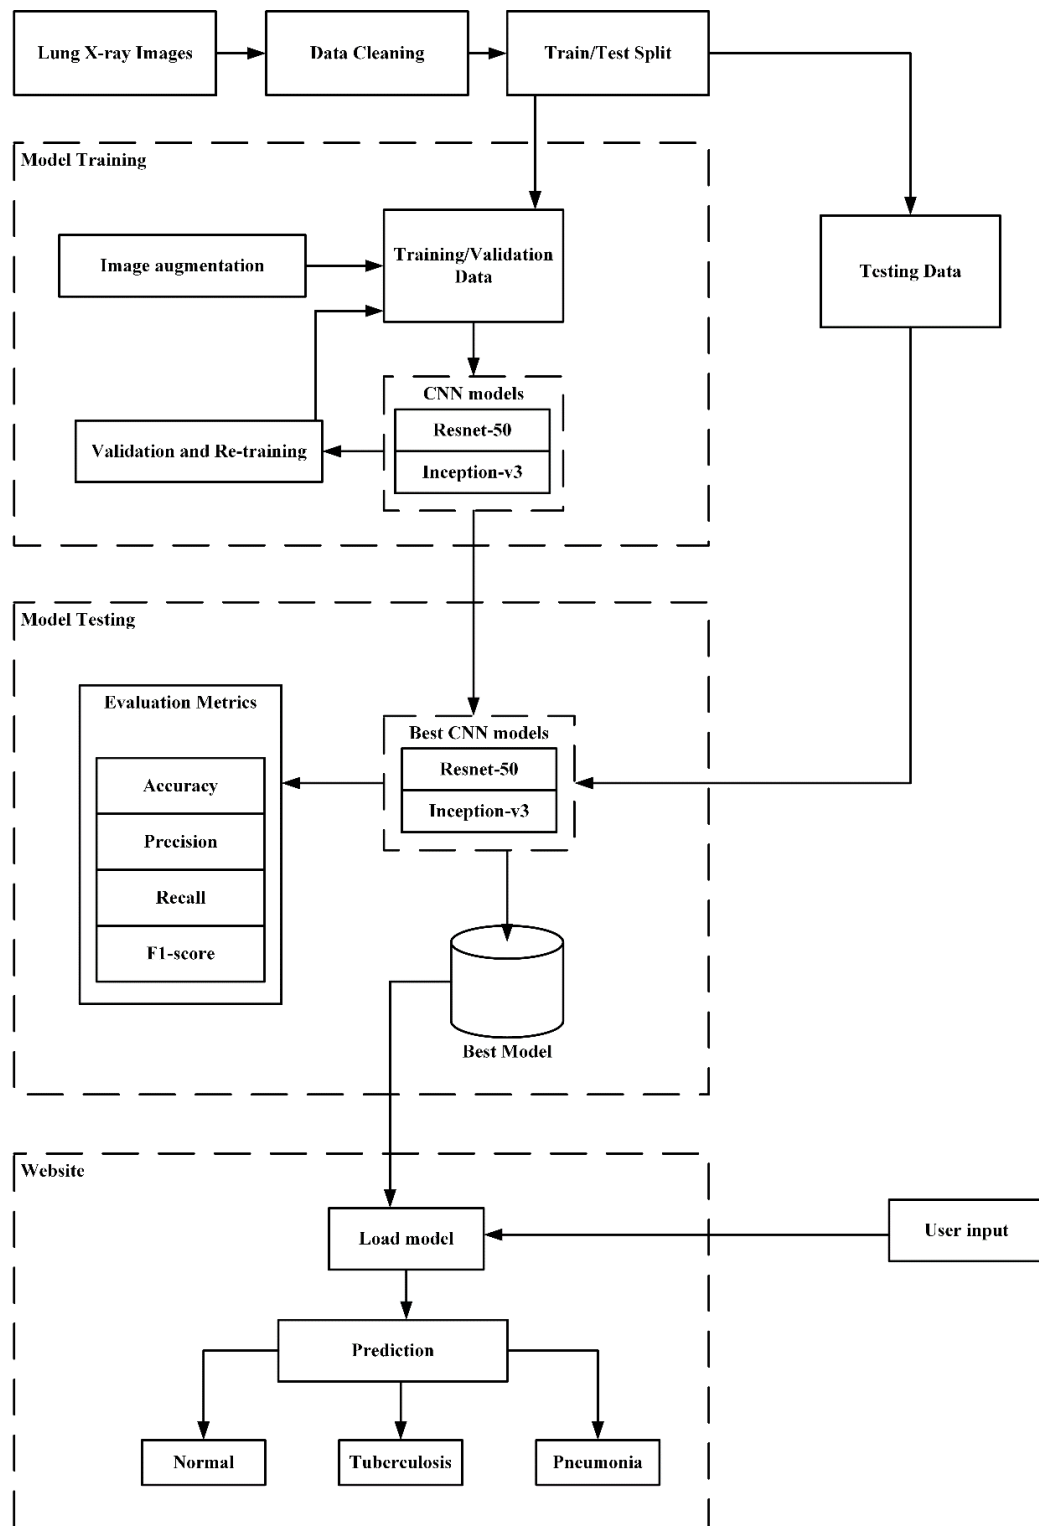 Lung X-ray Images
Data Cleaning
Train/Test Split
Model Training
Image augmentation
Training/Validation
Data
Testing Data
CNN models
Resnet-50
Inception-v3
Validation and Re-training
Model Testing
Evaluation Metrics
Accuracy
Precision
Recall
F1-score
Best CNN models
Resnet-50
Inception-v3
Best Model
Website
Load model
User input
Prediction
Normal
Tuberculosis
Pneumonia